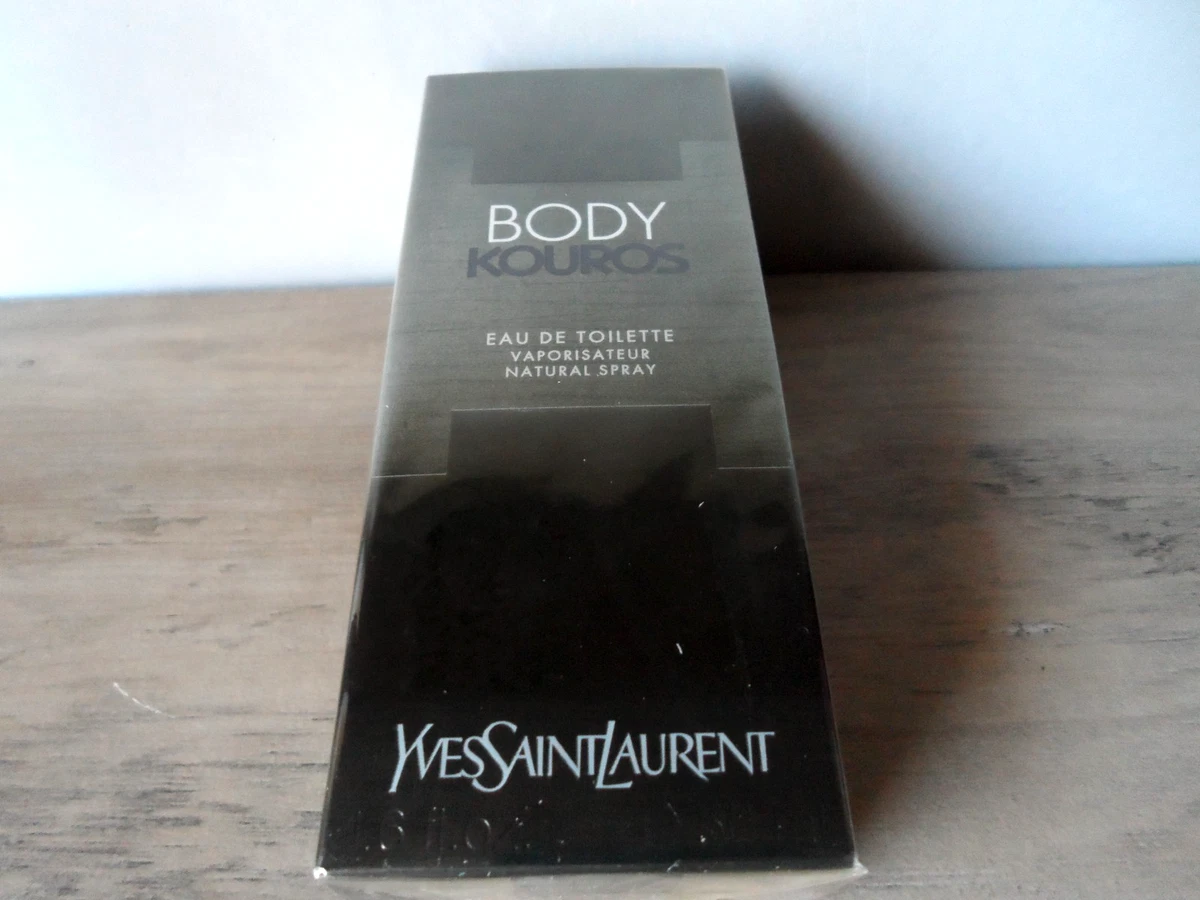 BODY
KOUROS
EAU DE TOILETTE
VAPORISATEUR
NATURAL SPRAY
YVESSAINTLAURENT